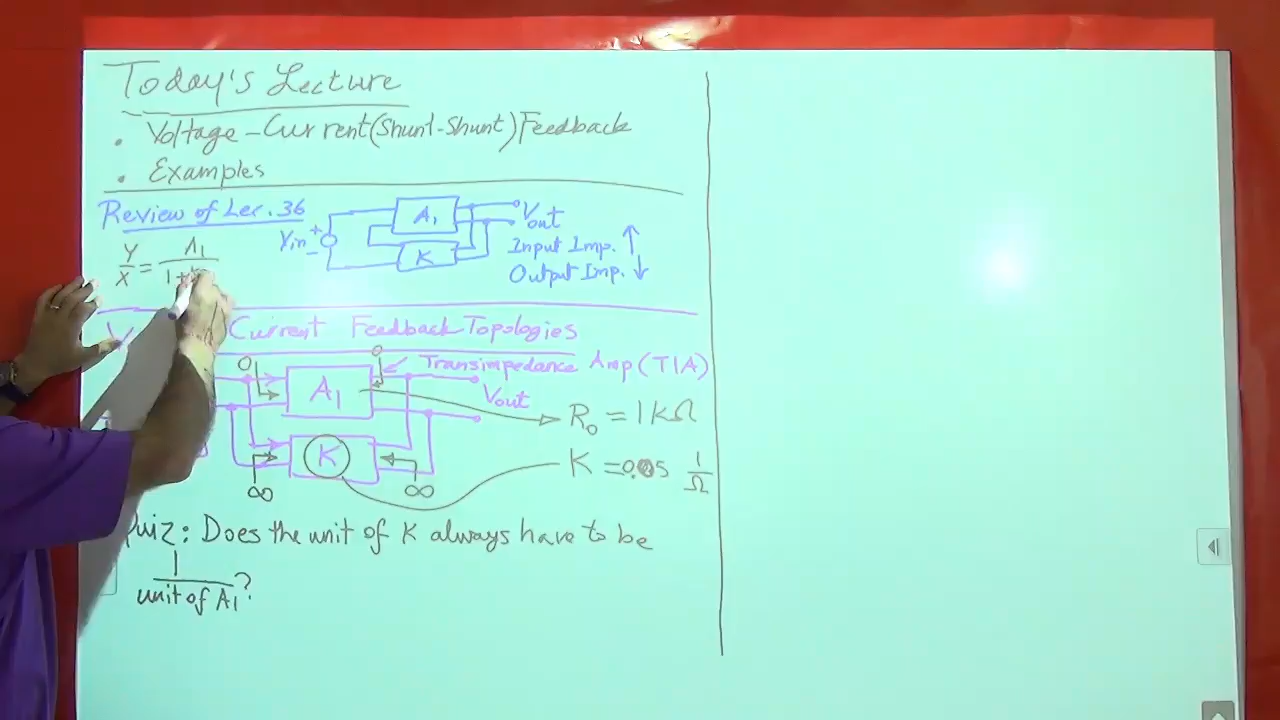 Today's Lecture
• Voltage-Current(Shunt-Shunt)Feedback
• Examples
Review of Lec. 36
Y/X = A1/1+
Vin + -
A1
K
Vout
Input Imp. ↑
Output Imp. ↓
V Current Feedback Topologies
0
0
Transimpedance Amp (TIA)
A1
Vout
R0 = 1kΩ
K
K = 0.05 1/Ω
∞
∞
Quiz: Does the unit of K always have to be
1/unit of A1?